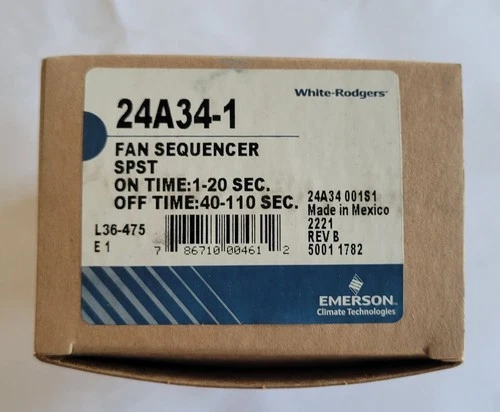 White-Rodgers
24A34-1
FAN SEQUENCER
SPST
ON TIME:1-20 SEC.
OFF TIME:40-110 SEC.
L36-475
E 1
7 86710 00461 2
24A34 001S1
Made in Mexico
2221
REV B
5001 1782
EMERSON
Climate Technologies